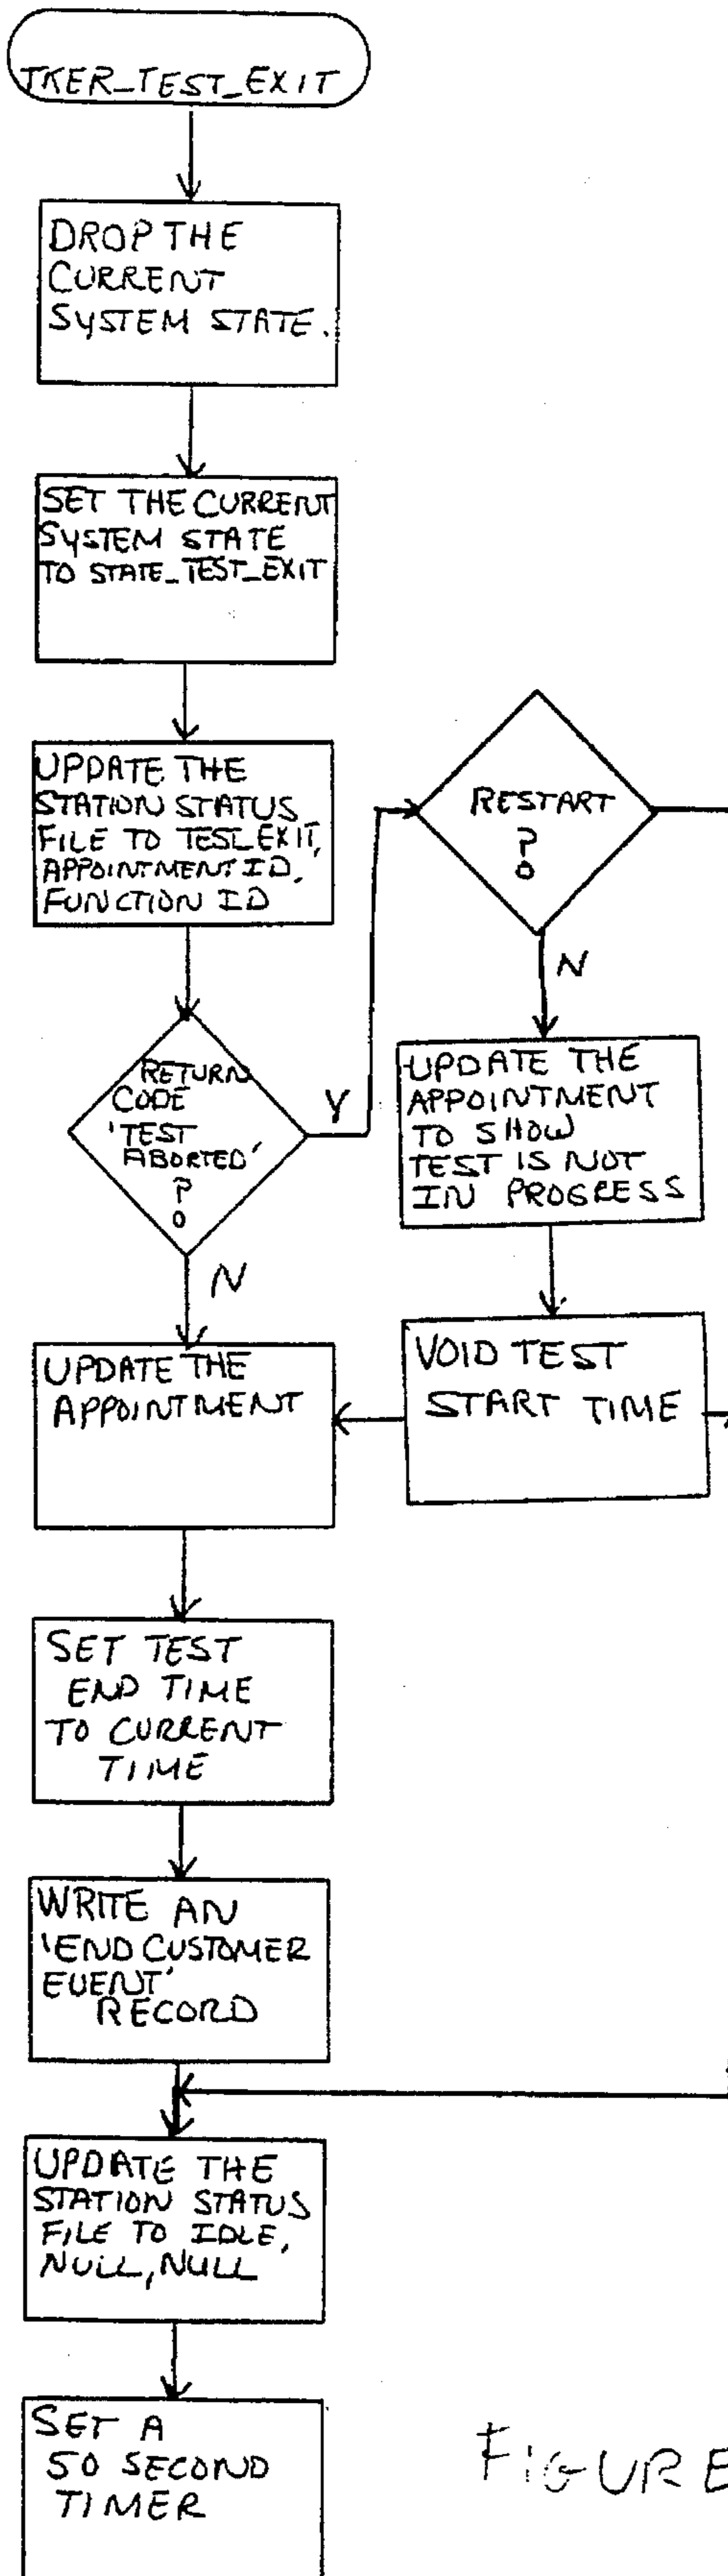 TKER_TEST_EXIT
DROP THE
CURRENT
SYSTEM STATE.
SET THE CURRENT
SYSTEM STATE
TO STATE_TEST_EXIT
UPDATE THE
STATION STATUS
FILE TO TEST_EXIT,
APPOINTMENT ID,
FUNCTION ID
RESTART
?
N
RETURN
CODE
'TEST
ABORTED'
?
Y
N
UPDATE THE
APPOINTMENT
TO SHOW
TEST IS NOT
IN PROGRESS
UPDATE THE
APPOINTMENT
VOID TEST
START TIME
SET TEST
END TIME
TO CURRENT
TIME
WRITE AN
'END CUSTOMER
EVENT'
RECORD
UPDATE THE
STATION STATUS
FILE TO IDLE,
NULL, NULL
SET A
50 SECOND
TIMER
FIGURE